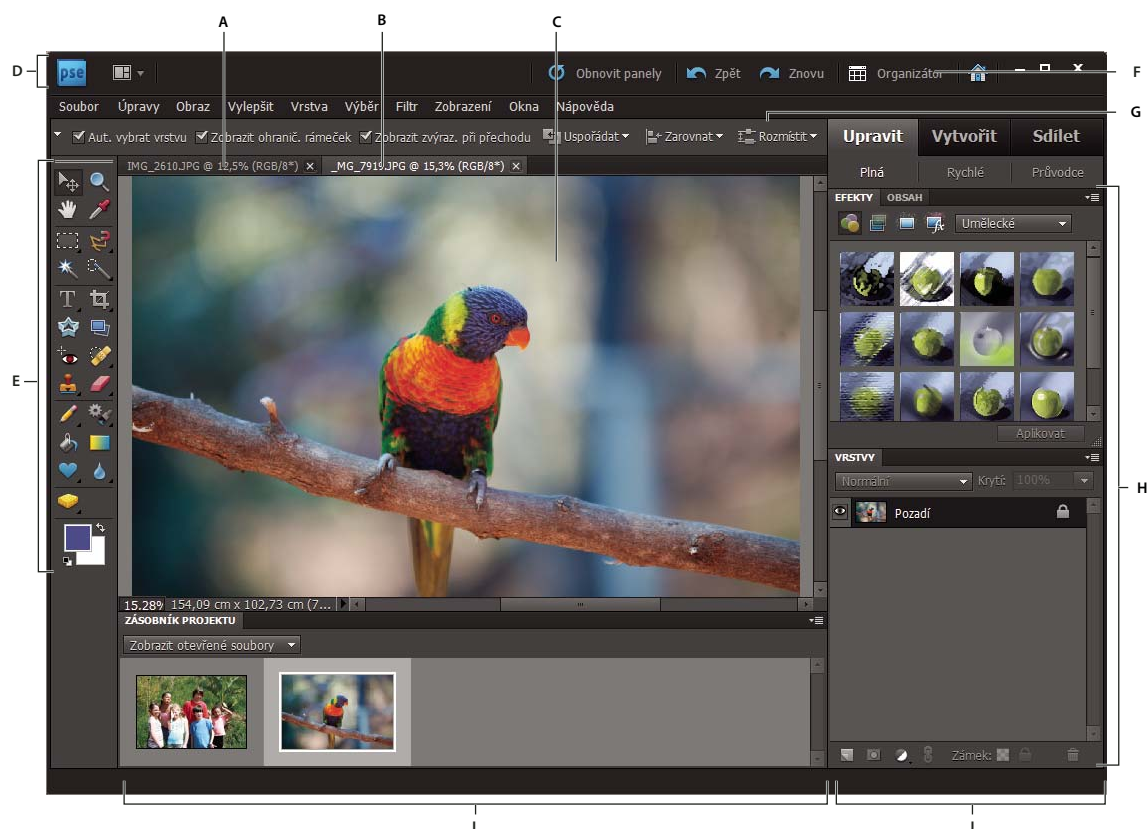 A B C
D
pse
Obnovit panely Zpět Znovu Organizátor
F
Soubor Úpravy Obraz Vylepšit Vrstva Výběr Filtr Zobrazení Okna Nápověda
G
Aut. vybrat vrstvu Zobrazit ohranič. rámeček Zobrazit zvýraz. při přechodu Uspořádat Zarovnat Rozmístit
Upravit Vytvořit Sdílet
IMG_2610.JPG @ 12,5% (RGB/8*) x _MG_7919.JPG @ 15,3% (RGB/8*) x
Plná Rychlé Průvodce
EFEKTY OBSAH
fx Umělecké
T
E
Aplikovat
VRSTVY
Normální Krytí: 100%
H
Pozadí
15.28% 154,09 cm x 102,73 cm (7...
ZÁSOBNÍK PROJEKTU
Zobrazit otevřené soubory
Zámek: